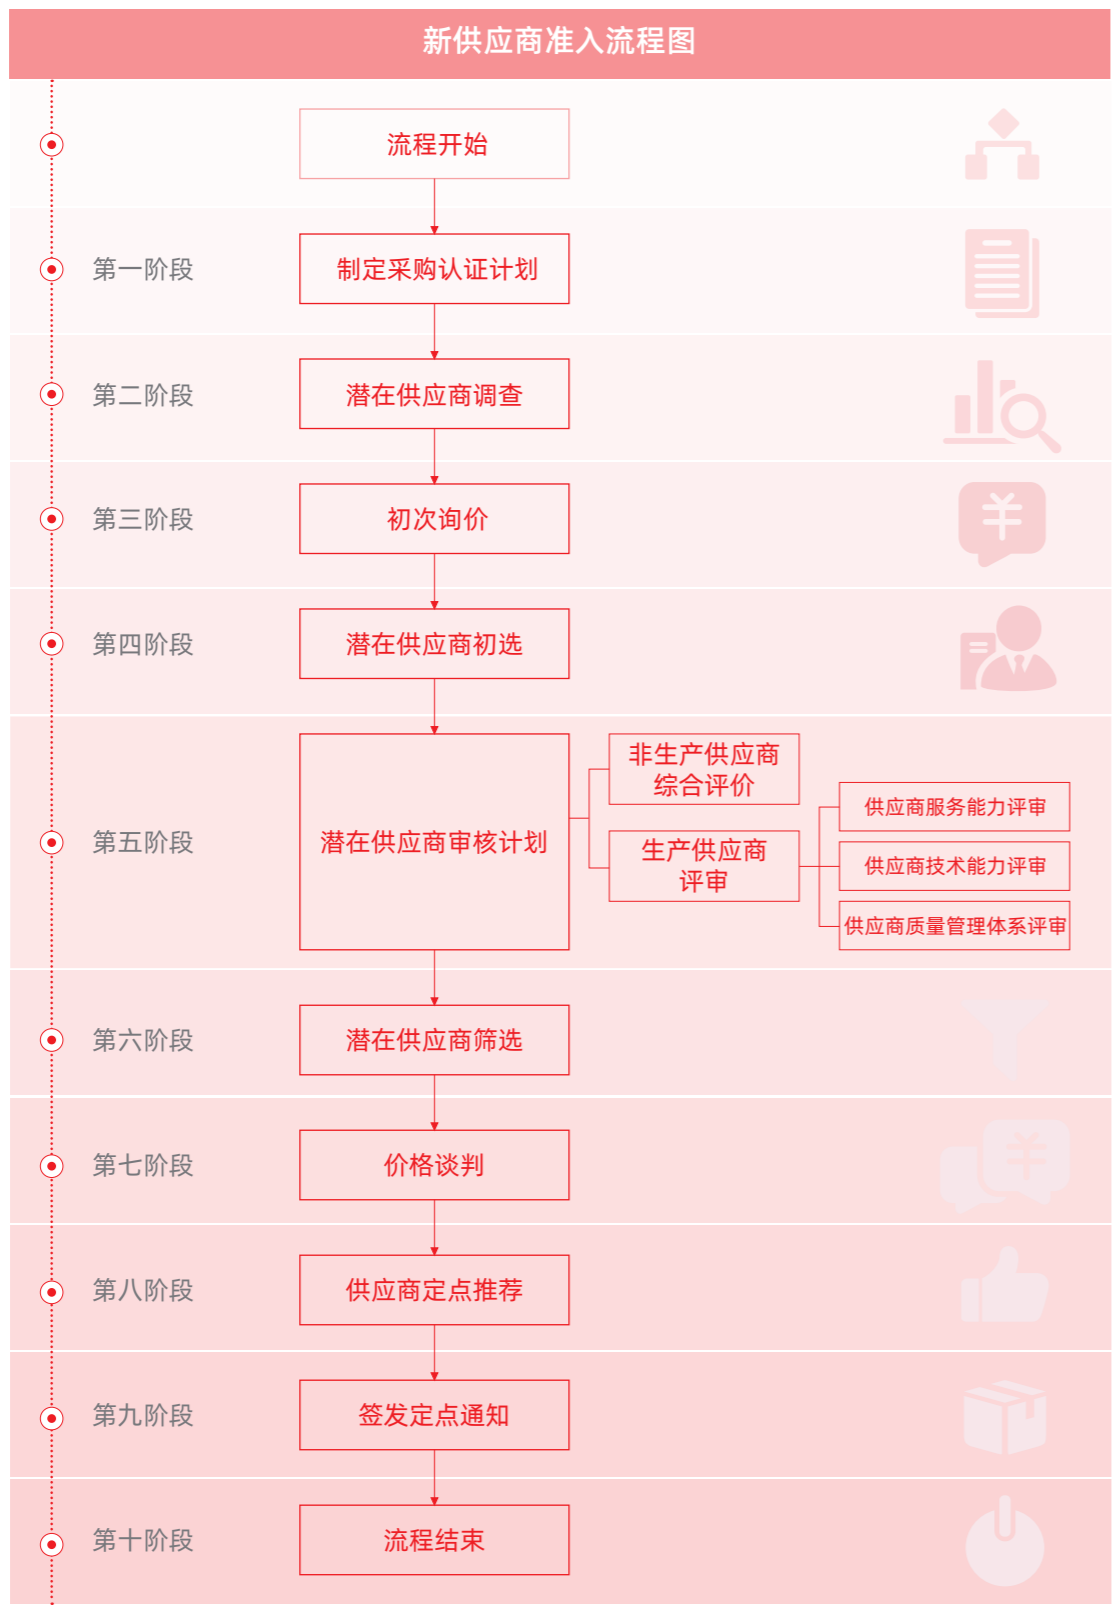 新供应商准入流程图
流程开始
第一阶段
制定采购认证计划
第二阶段
潜在供应商调查
第三阶段
初次询价
第四阶段
潜在供应商初选
第五阶段
潜在供应商审核计划
非生产供应商
综合评价
生产供应商
评审
供应商服务能力评审
供应商技术能力评审
供应商质量管理体系评审
第六阶段
潜在供应商筛选
第七阶段
价格谈判
第八阶段
供应商定点推荐
第九阶段
签发定点通知
第十阶段
流程结束